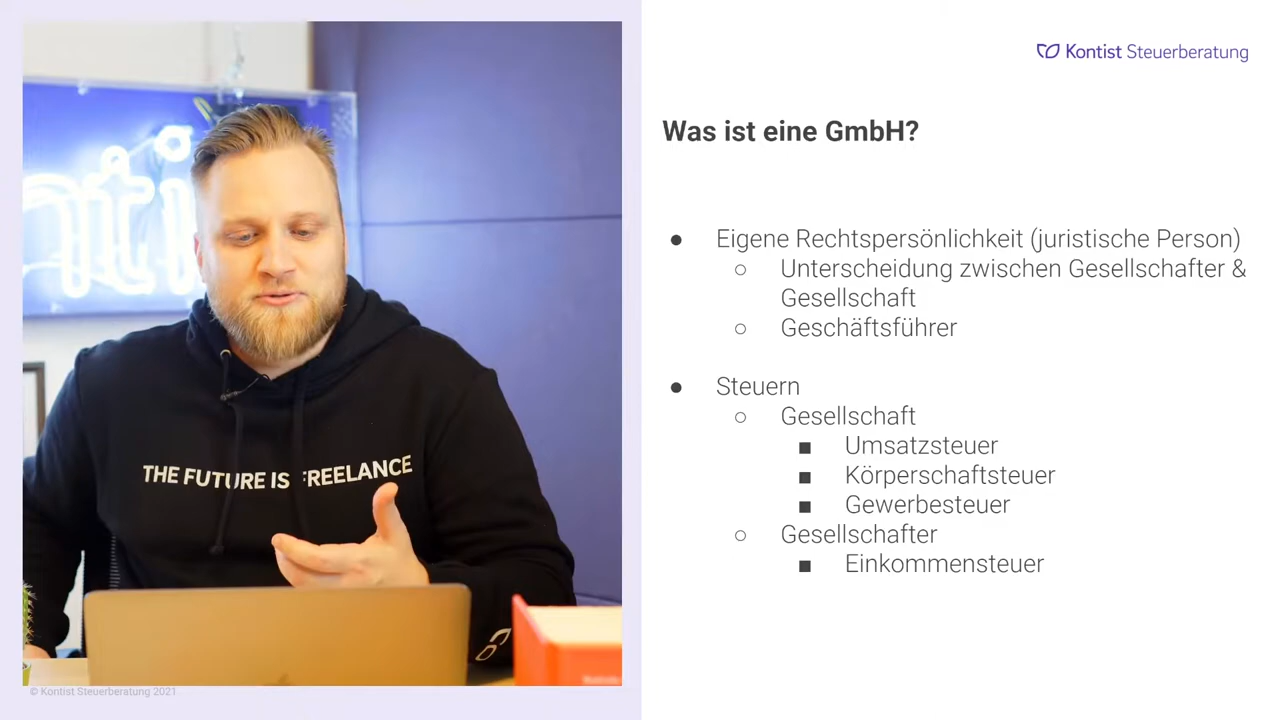 Kontist Steuerberatung
Was ist eine GmbH?
● Eigene Rechtspersönlichkeit (juristische Person)
○ Unterscheidung zwischen Gesellschafter &
Gesellschaft
○ Geschäftsführer
● Steuern
○ Gesellschaft
■ Umsatzsteuer
■ Körperschaftsteuer
■ Gewerbesteuer
○ Gesellschafter
■ Einkommensteuer
THE FUTURE IS FREELANCE
© Kontist Steuerberatung 2021